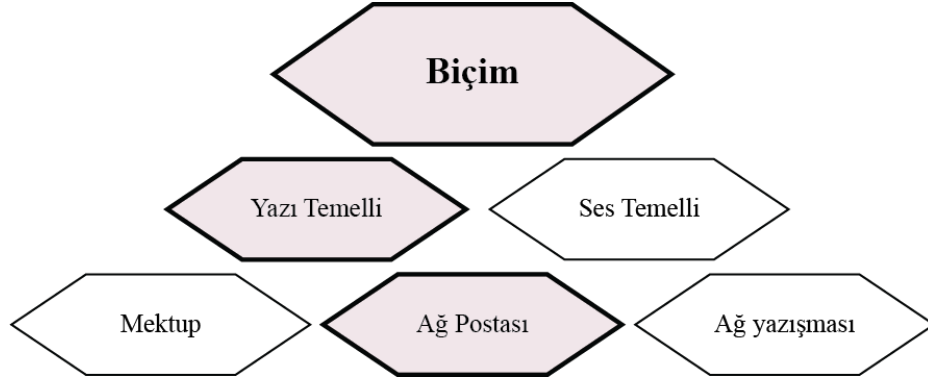 Biçim
Yazı Temelli
Ses Temelli
Mektup
Ağ Postası
Ağ yazışması